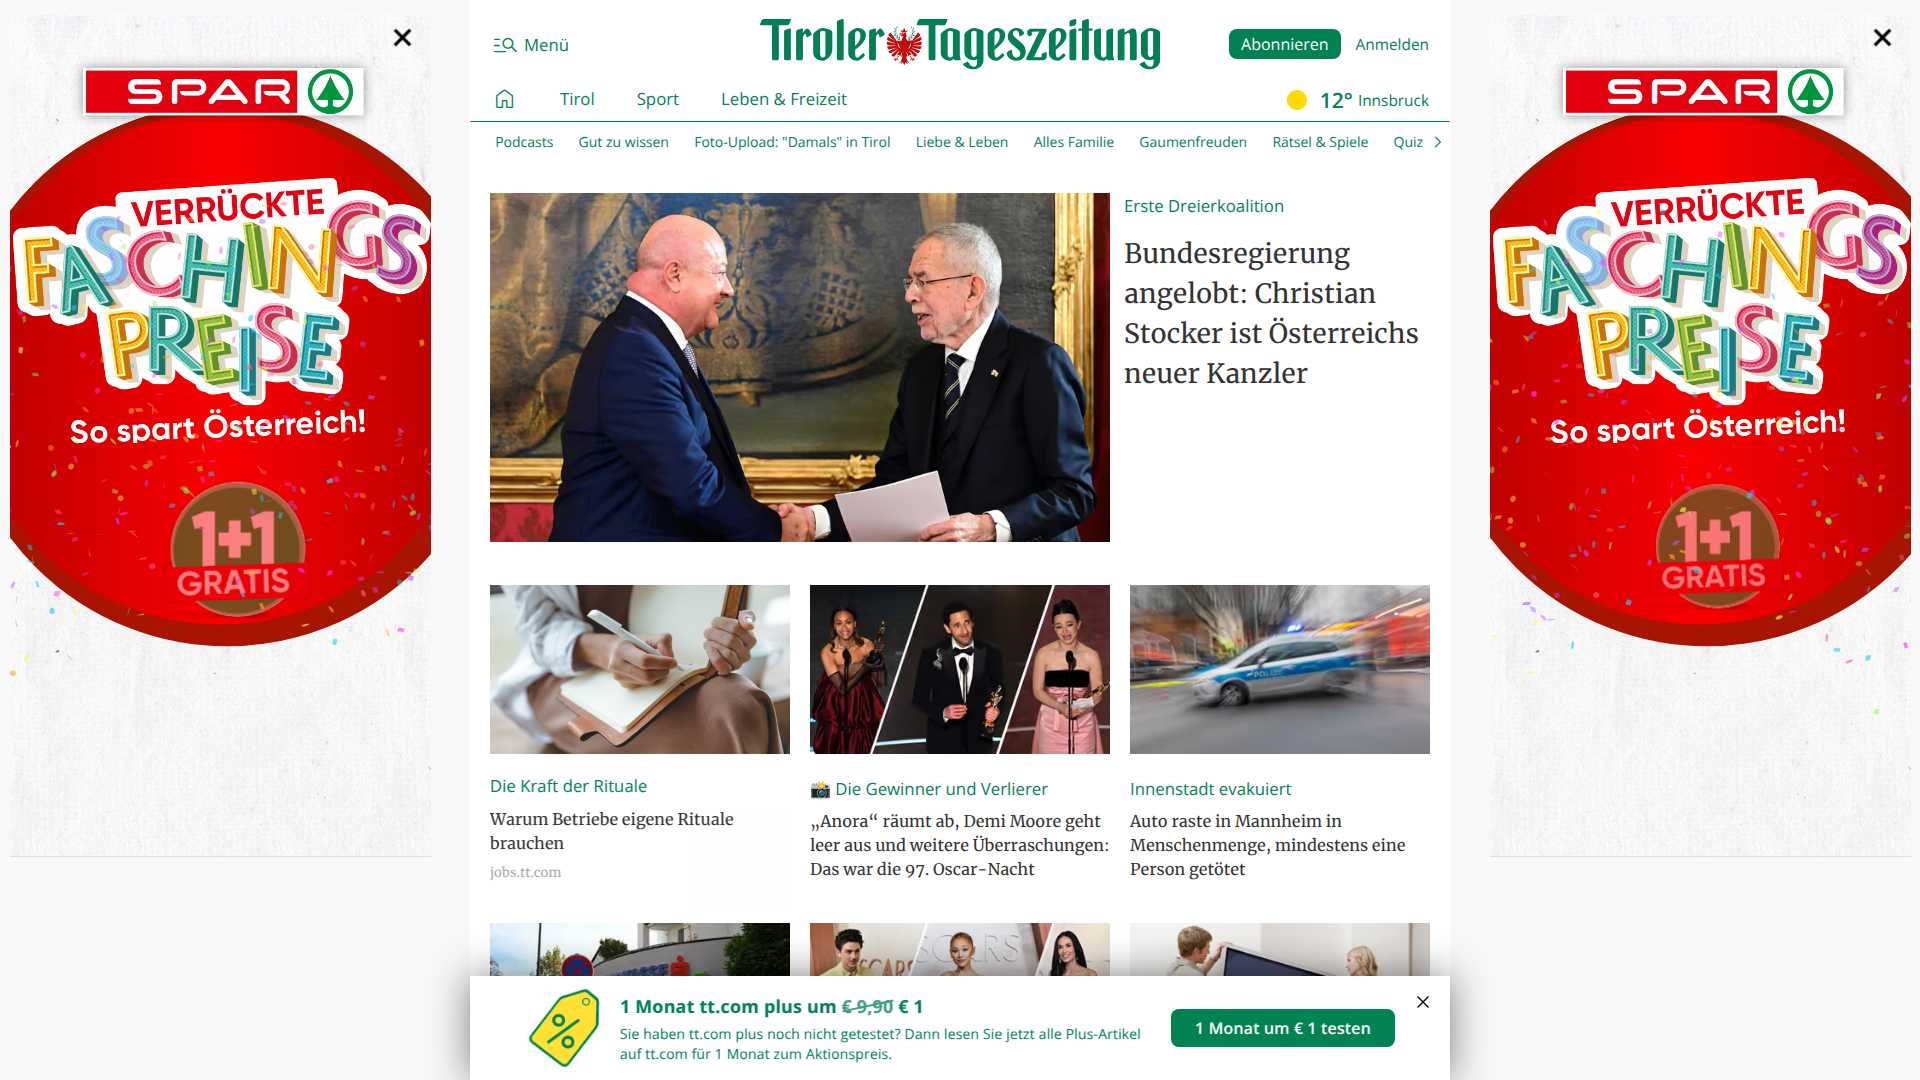 SPAR
VERRÜCKTE
FASCHINGS
PREISE
So spart Österreich!
1+1
GRATIS
Menü
Tiroler Tageszeitung
Abonnieren
Anmelden
Tirol
Sport
Leben & Freizeit
12° Innsbruck
Podcasts
Gut zu wissen
Foto-Upload: "Damals" in Tirol
Liebe & Leben
Alles Familie
Gaumenfreuden
Rätsel & Spiele
Quiz
Erste Dreierkoalition
Bundesregierung
angelobt: Christian
Stocker ist Österreichs
neuer Kanzler
POLIZEI
Die Kraft der Rituale
Warum Betriebe eigene Rituale
brauchen
jobs.tt.com
📸 Die Gewinner und Verlierer
„Anora“ räumt ab, Demi Moore geht
leer aus und weitere Überraschungen:
Das war die 97. Oscar-Nacht
Innenstadt evakuiert
Auto raste in Mannheim in
Menschenmenge, mindestens eine
Person getötet
OSCARS
1 Monat tt.com plus um € 9,90 € 1
Sie haben tt.com plus noch nicht getestet? Dann lesen Sie jetzt alle Plus-Artikel
auf tt.com für 1 Monat zum Aktionspreis.
1 Monat um € 1 testen
SPAR
VERRÜCKTE
FASCHINGS
PREISE
So spart Österreich!
1+1
GRATIS